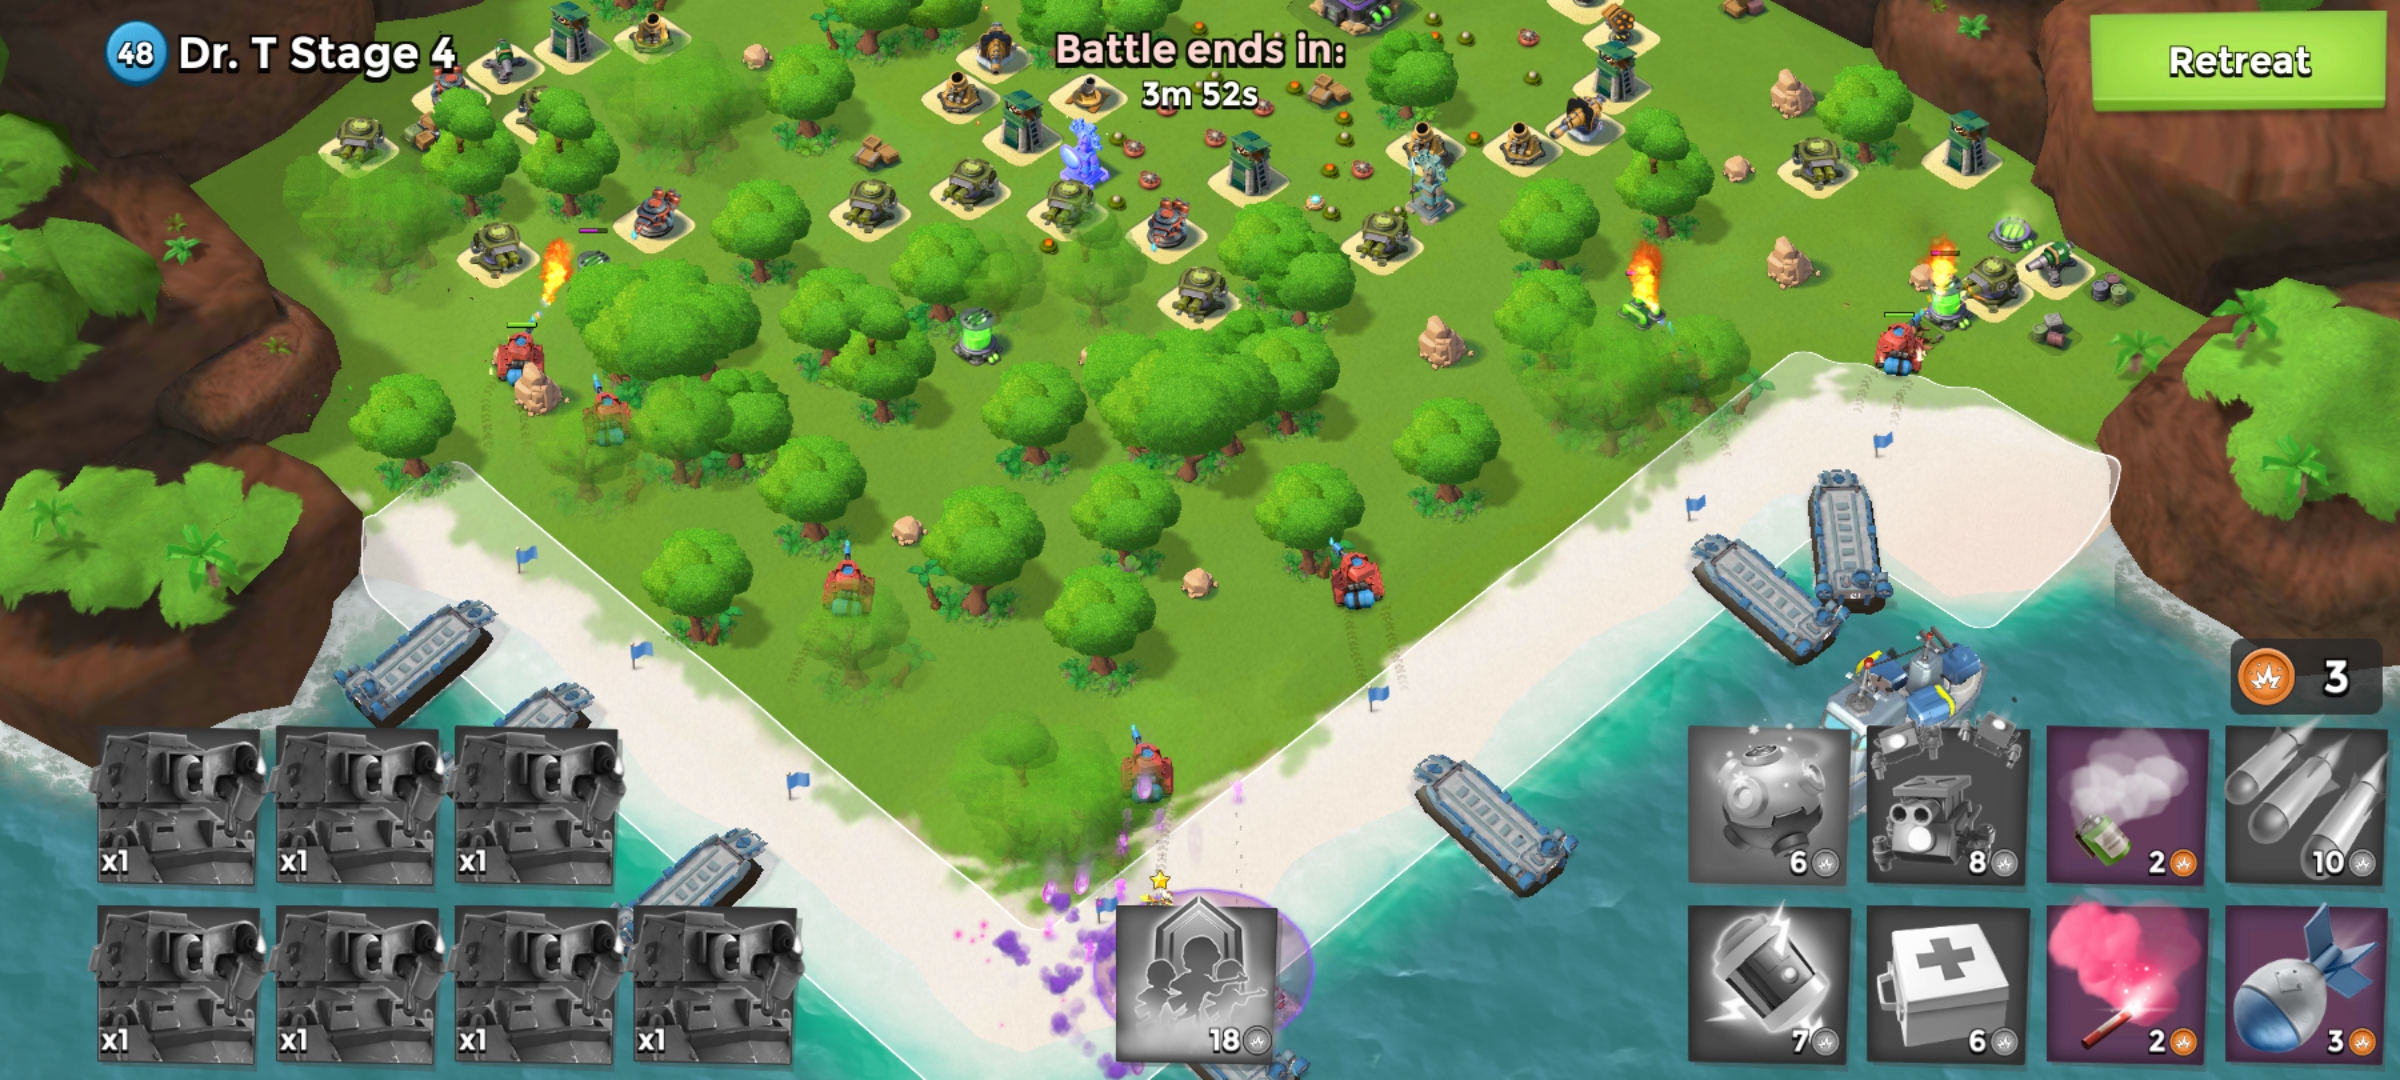 48 Dr. T Stage 4
Battle ends in:
3m 52s
Retreat
3
x1 x1 x1
6 8 2 10
x1 x1 x1 x1
18
7 6 2 3